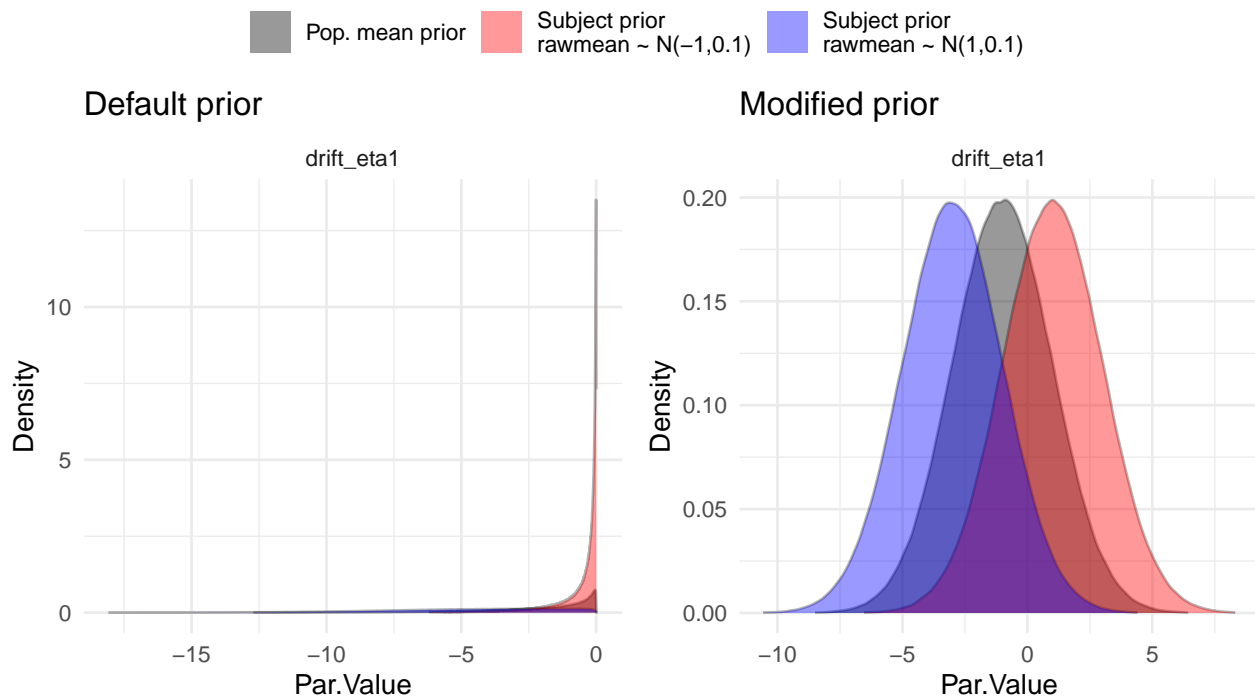 Pop. mean prior
Subject prior
rawmean ~ N(−1,0.1)
Subject prior
rawmean ~ N(1,0.1)
Default prior
Modified prior
drift_eta1
drift_eta1
Density
10
5
0
−15
−10
−5
0
Par.Value
Density
0.20
0.15
0.10
0.05
0.00
−10
−5
0
5
Par.Value